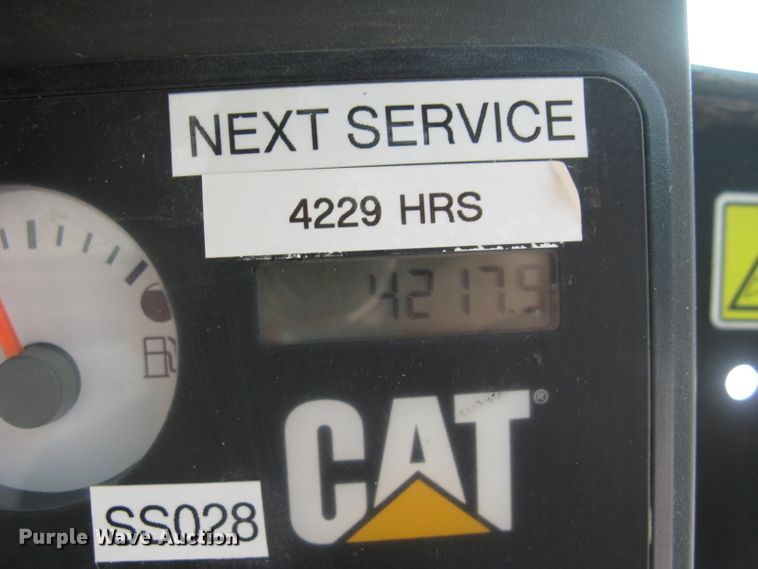 NEXT SERVICE
4229 HRS
4217.9
CAT®
SS028
Purple Wave Auction